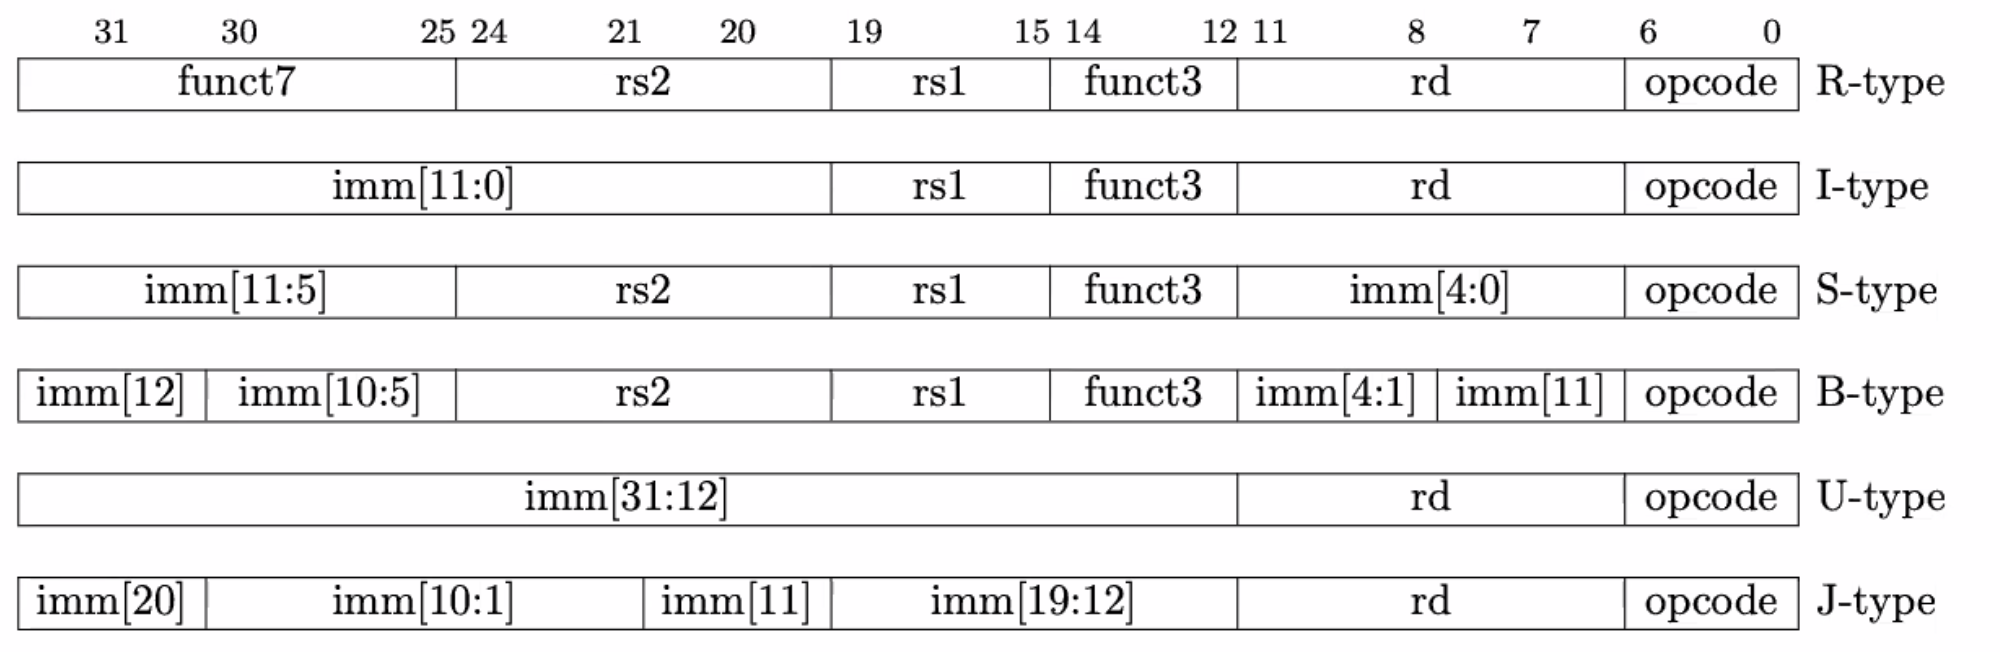 31 30 25 24 21 20 19 15 14 12 11 8 7 6 0
funct7 rs2 rs1 funct3 rd opcode R-type
imm[11:0] rs1 funct3 rd opcode I-type
imm[11:5] rs2 rs1 funct3 imm[4:0] opcode S-type
imm[12] imm[10:5] rs2 rs1 funct3 imm[4:1] imm[11] opcode B-type
imm[31:12] rd opcode U-type
imm[20] imm[10:1] imm[11] imm[19:12] rd opcode J-type